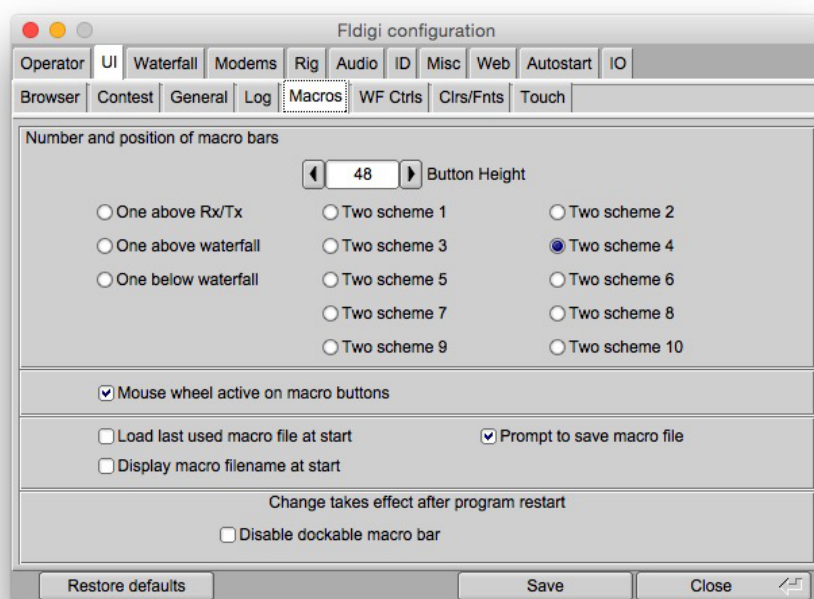 Fldigi configuration
Operator UI Waterfall Modems Rig Audio ID Misc Web Autostart IO
Browser Contest General Log Macros WF Ctrls Clrs/Fnts Touch
Number and position of macro bars
48 Button Height
One above Rx/Tx Two scheme 1 Two scheme 2
One above waterfall Two scheme 3 Two scheme 4
One below waterfall Two scheme 5 Two scheme 6
Two scheme 7 Two scheme 8
Two scheme 9 Two scheme 10
Mouse wheel active on macro buttons
Load last used macro file at start Prompt to save macro file
Display macro filename at start
Change takes effect after program restart
Disable dockable macro bar
Restore defaults Save Close